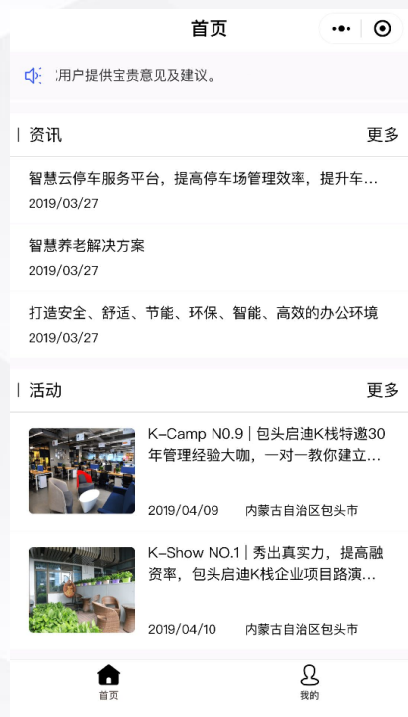 首页
用户提供宝贵意见及建议。
资讯
更多
智慧云停车服务平台，提高停车场管理效率，提升车...
2019/03/27
智慧养老解决方案
2019/03/27
打造安全、舒适、节能、环保、智能、高效的办公环境
2019/03/27
活动
更多
K-Camp N0.9 | 包头启迪K栈特邀30
年管理经验大咖，一对一教你建立...
2019/04/09 内蒙古自治区包头市
K-Show NO.1 | 秀出真实力，提高融
资率，包头启迪K栈企业项目路演...
2019/04/10 内蒙古自治区包头市
首页
我的